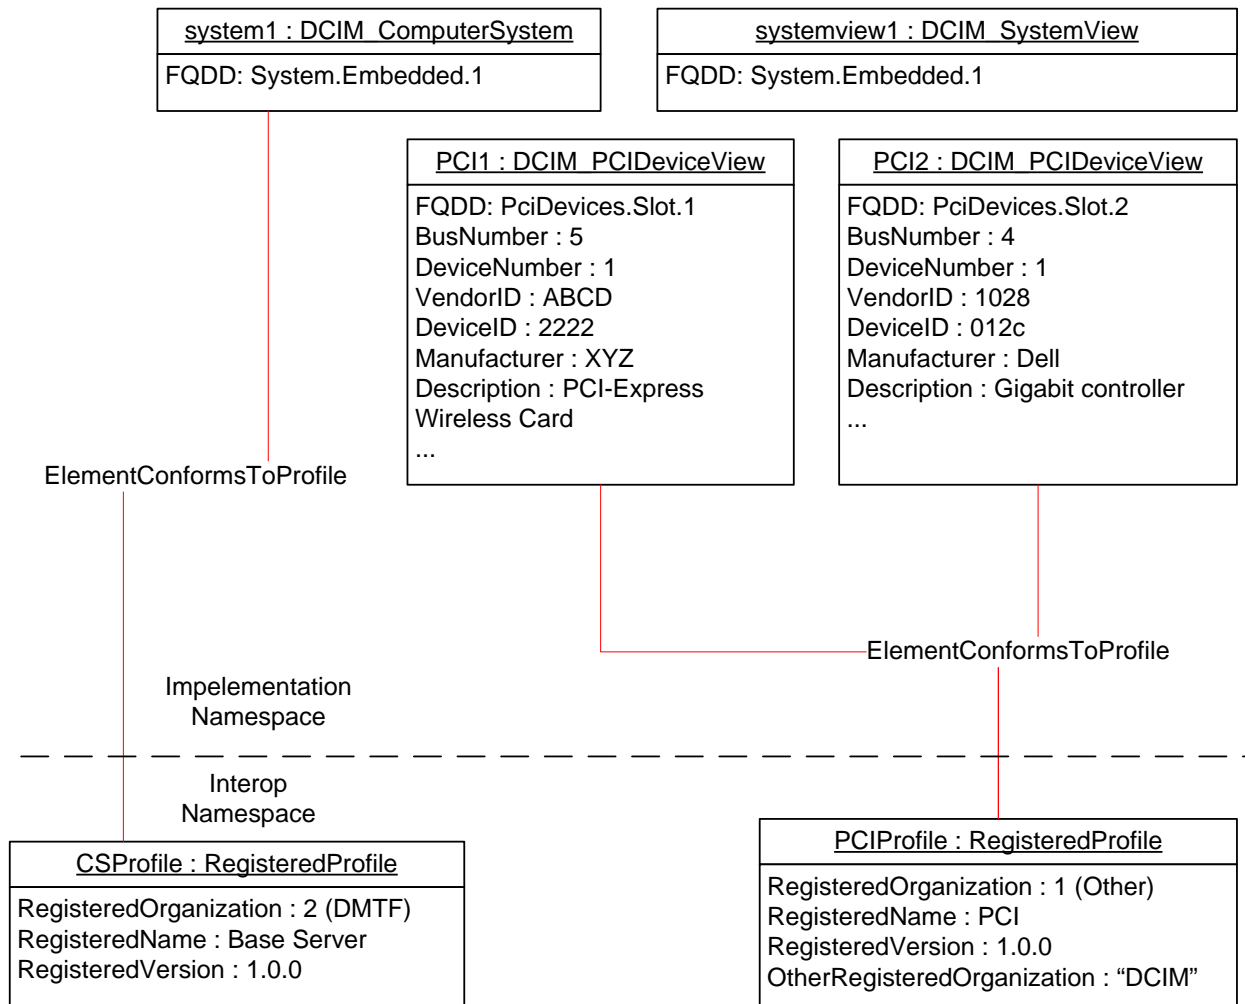 system1 : DCIM_ComputerSystem
FQDD: System.Embedded.1
systemview1 : DCIM_SystemView
FQDD: System.Embedded.1
PCI1 : DCIM_PCIDeviceView
FQDD: PciDevices.Slot.1
BusNumber : 5
DeviceNumber : 1
VendorID : ABCD
DeviceID : 2222
Manufacturer : XYZ
Description : PCI-Express
Wireless Card
...
PCI2 : DCIM_PCIDeviceView
FQDD: PciDevices.Slot.2
BusNumber : 4
DeviceNumber : 1
VendorID : 1028
DeviceID : 012c
Manufacturer : Dell
Description : Gigabit controller
...
ElementConformsToProfile
ElementConformsToProfile
Impelementation
Namespace
Interop
Namespace
CSProfile : RegisteredProfile
RegisteredOrganization : 2 (DMTF)
RegisteredName : Base Server
RegisteredVersion : 1.0.0
PCIProfile : RegisteredProfile
RegisteredOrganization : 1 (Other)
RegisteredName : PCI
RegisteredVersion : 1.0.0
OtherRegisteredOrganization : “DCIM”